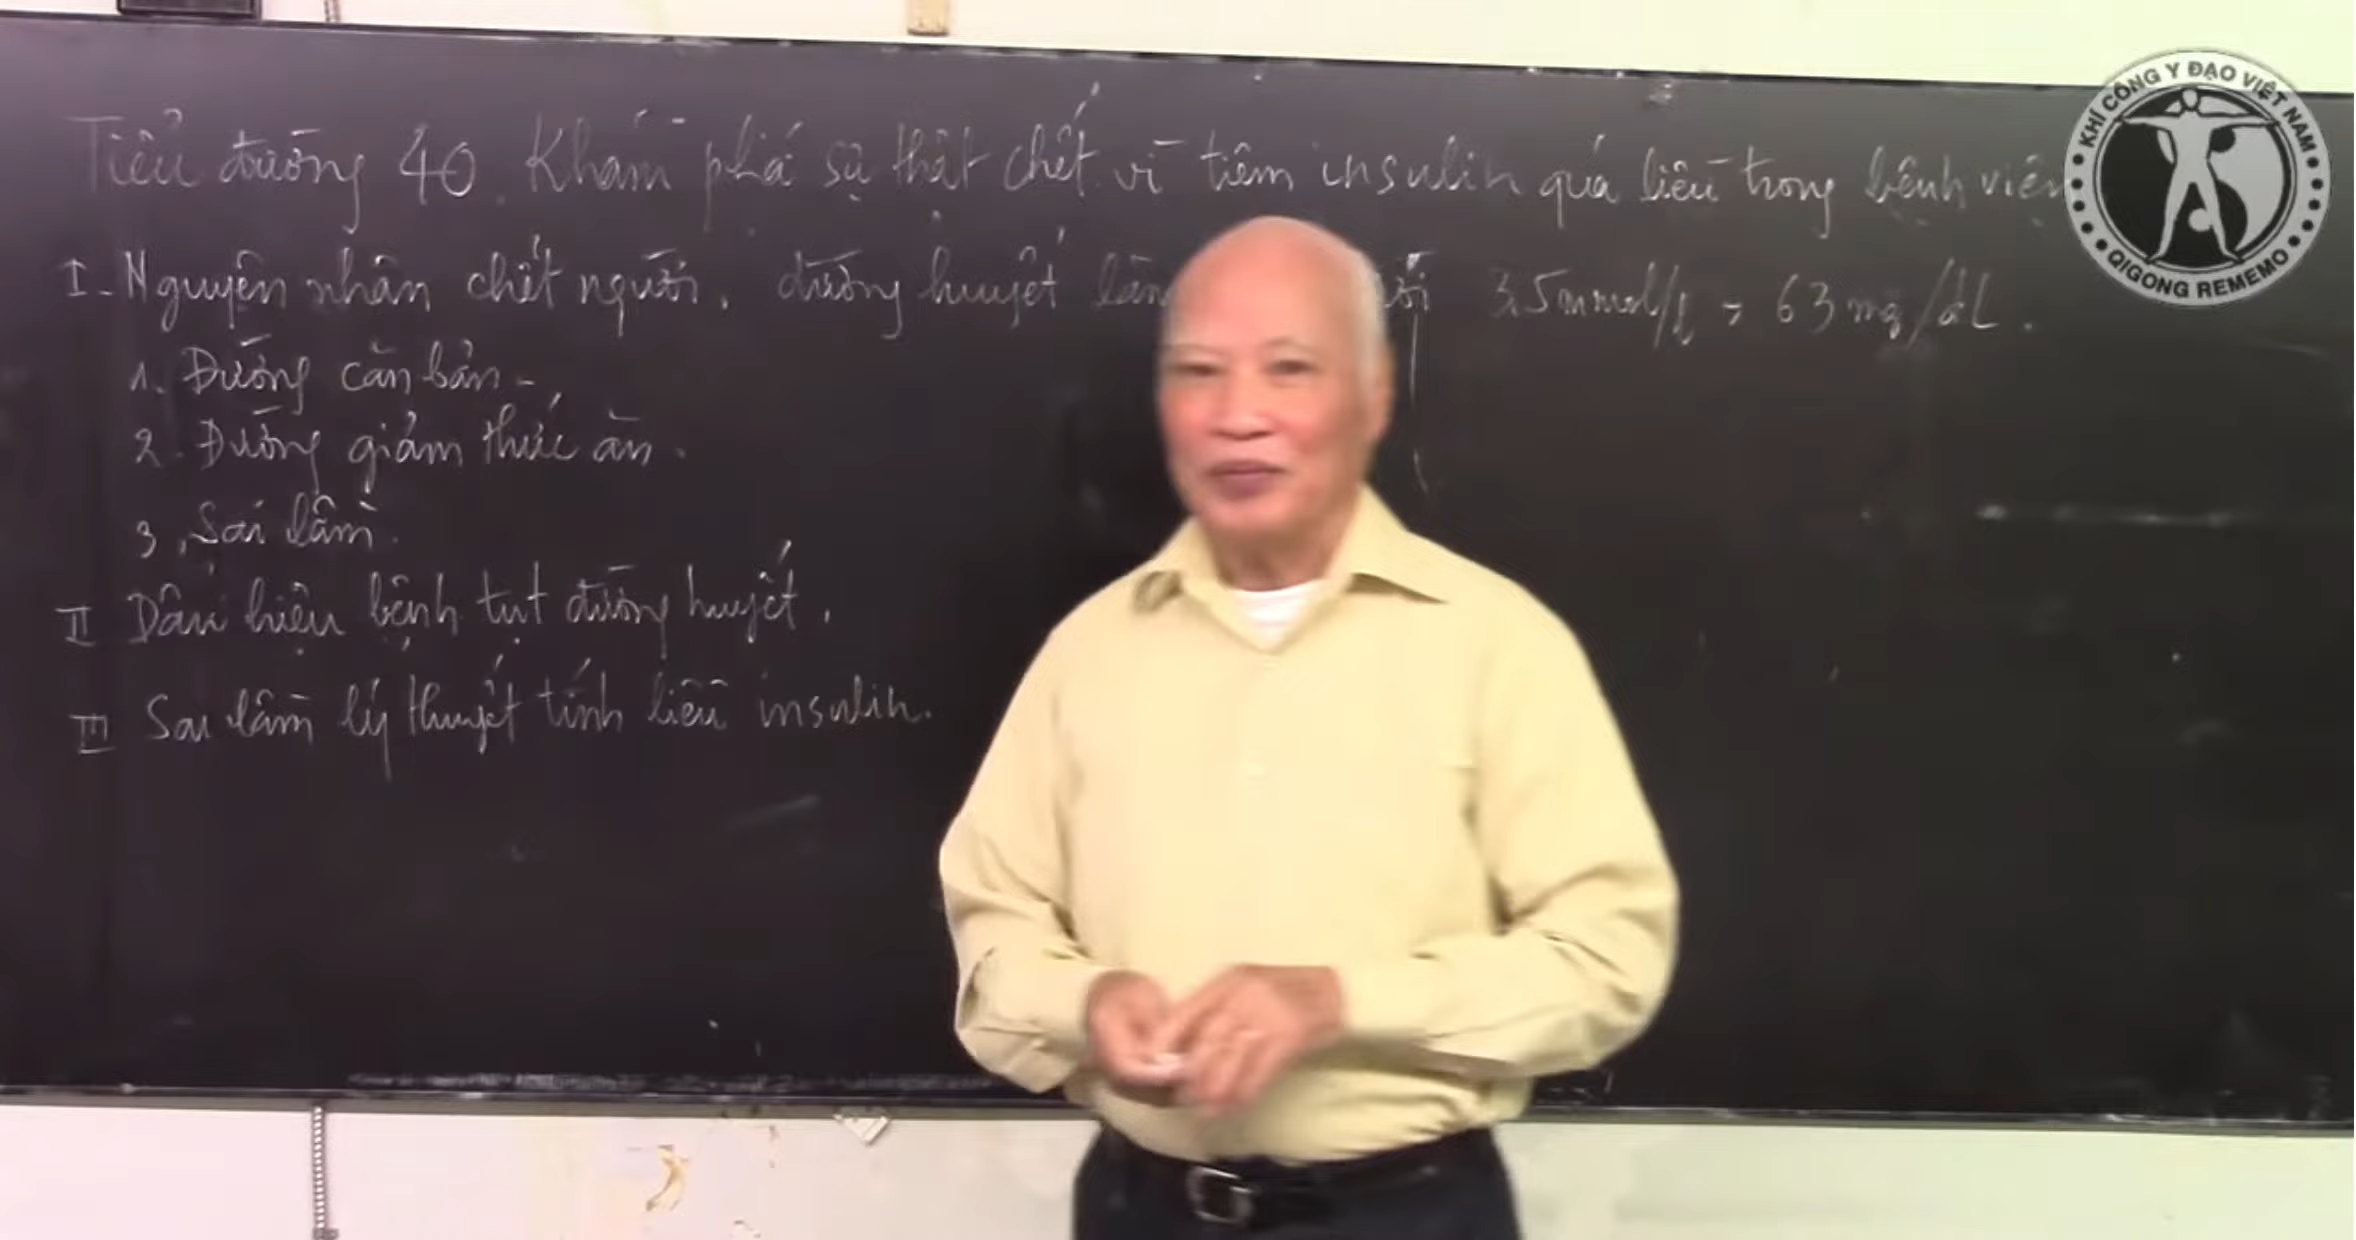 Tiểu đường 40. Khám phá sự thật chết vì tiêm insulin quá liều trong bệnh viện
I- Nguyên nhân chết người. đường huyết 3,5mmol/l = 63mg/dL.
1. Đường căn bản-.
2. Đường giảm thức ăn.
3, Sai lầm.
II Dấu hiệu bệnh tụt đường huyết.
III Sai lầm lý thuyết tính liều insulin.
KHÍ CÔNG Y ĐẠO VIỆT NAM
QIGONG REMEMO